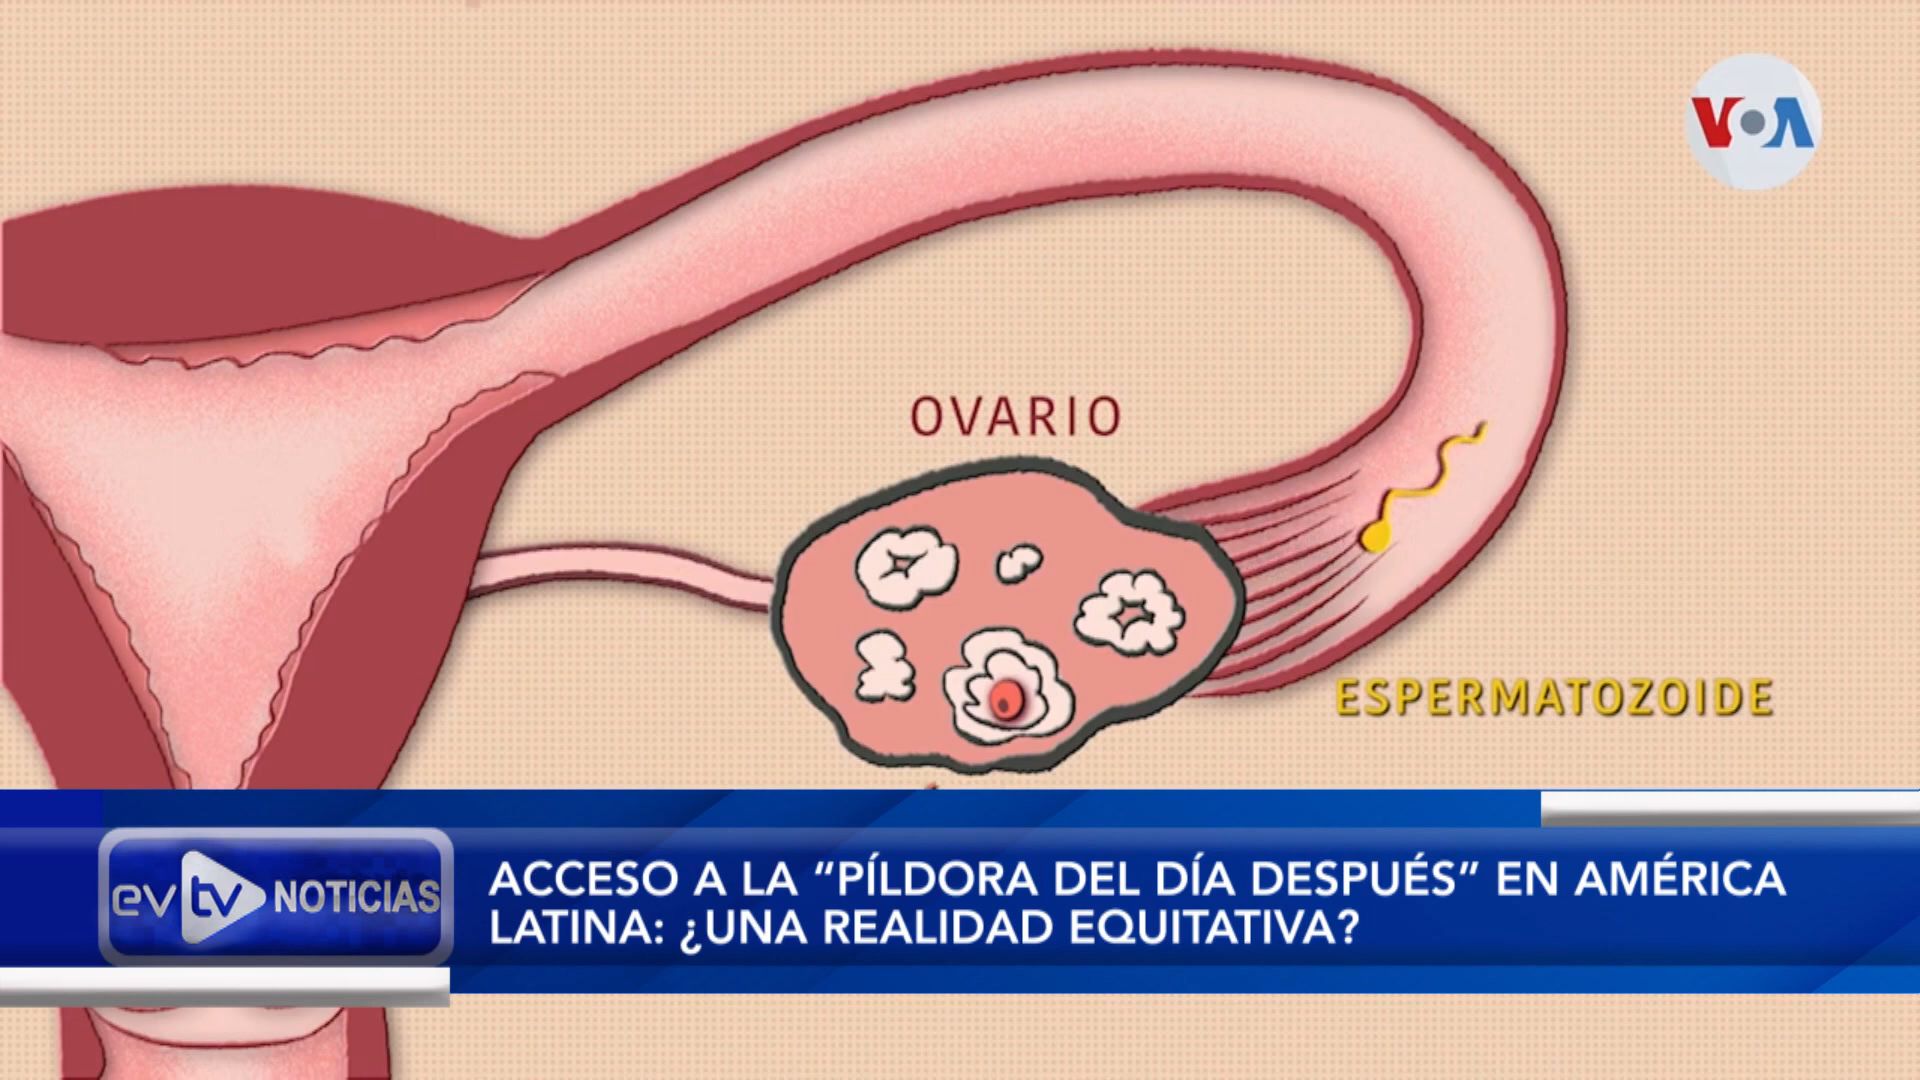 VOA
OVARIO
ESPERMATOZOIDE
evtv NOTICIAS
ACCESO A LA “PÍLDORA DEL DÍA DESPUÉS” EN AMÉRICA
LATINA: ¿UNA REALIDAD EQUITATIVA?